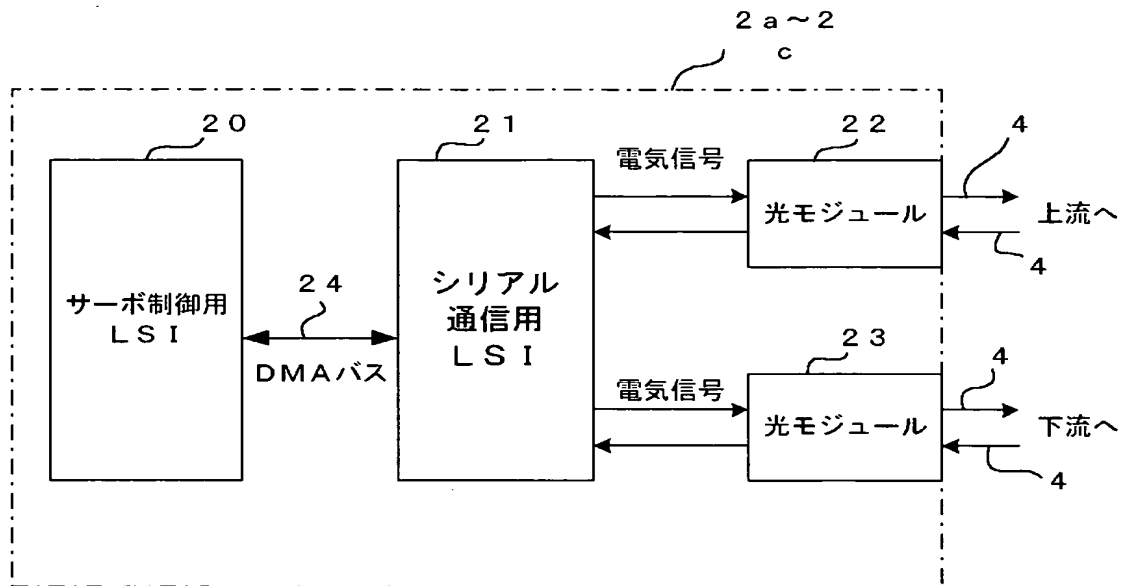 2a～2
c
20
21
22
4
電気信号
光モジュール
上流へ
4
サーボ制御用
LSI
24
DMAバス
シリアル
通信用
LSI
23
電気信号
光モジュール
4
下流へ
4